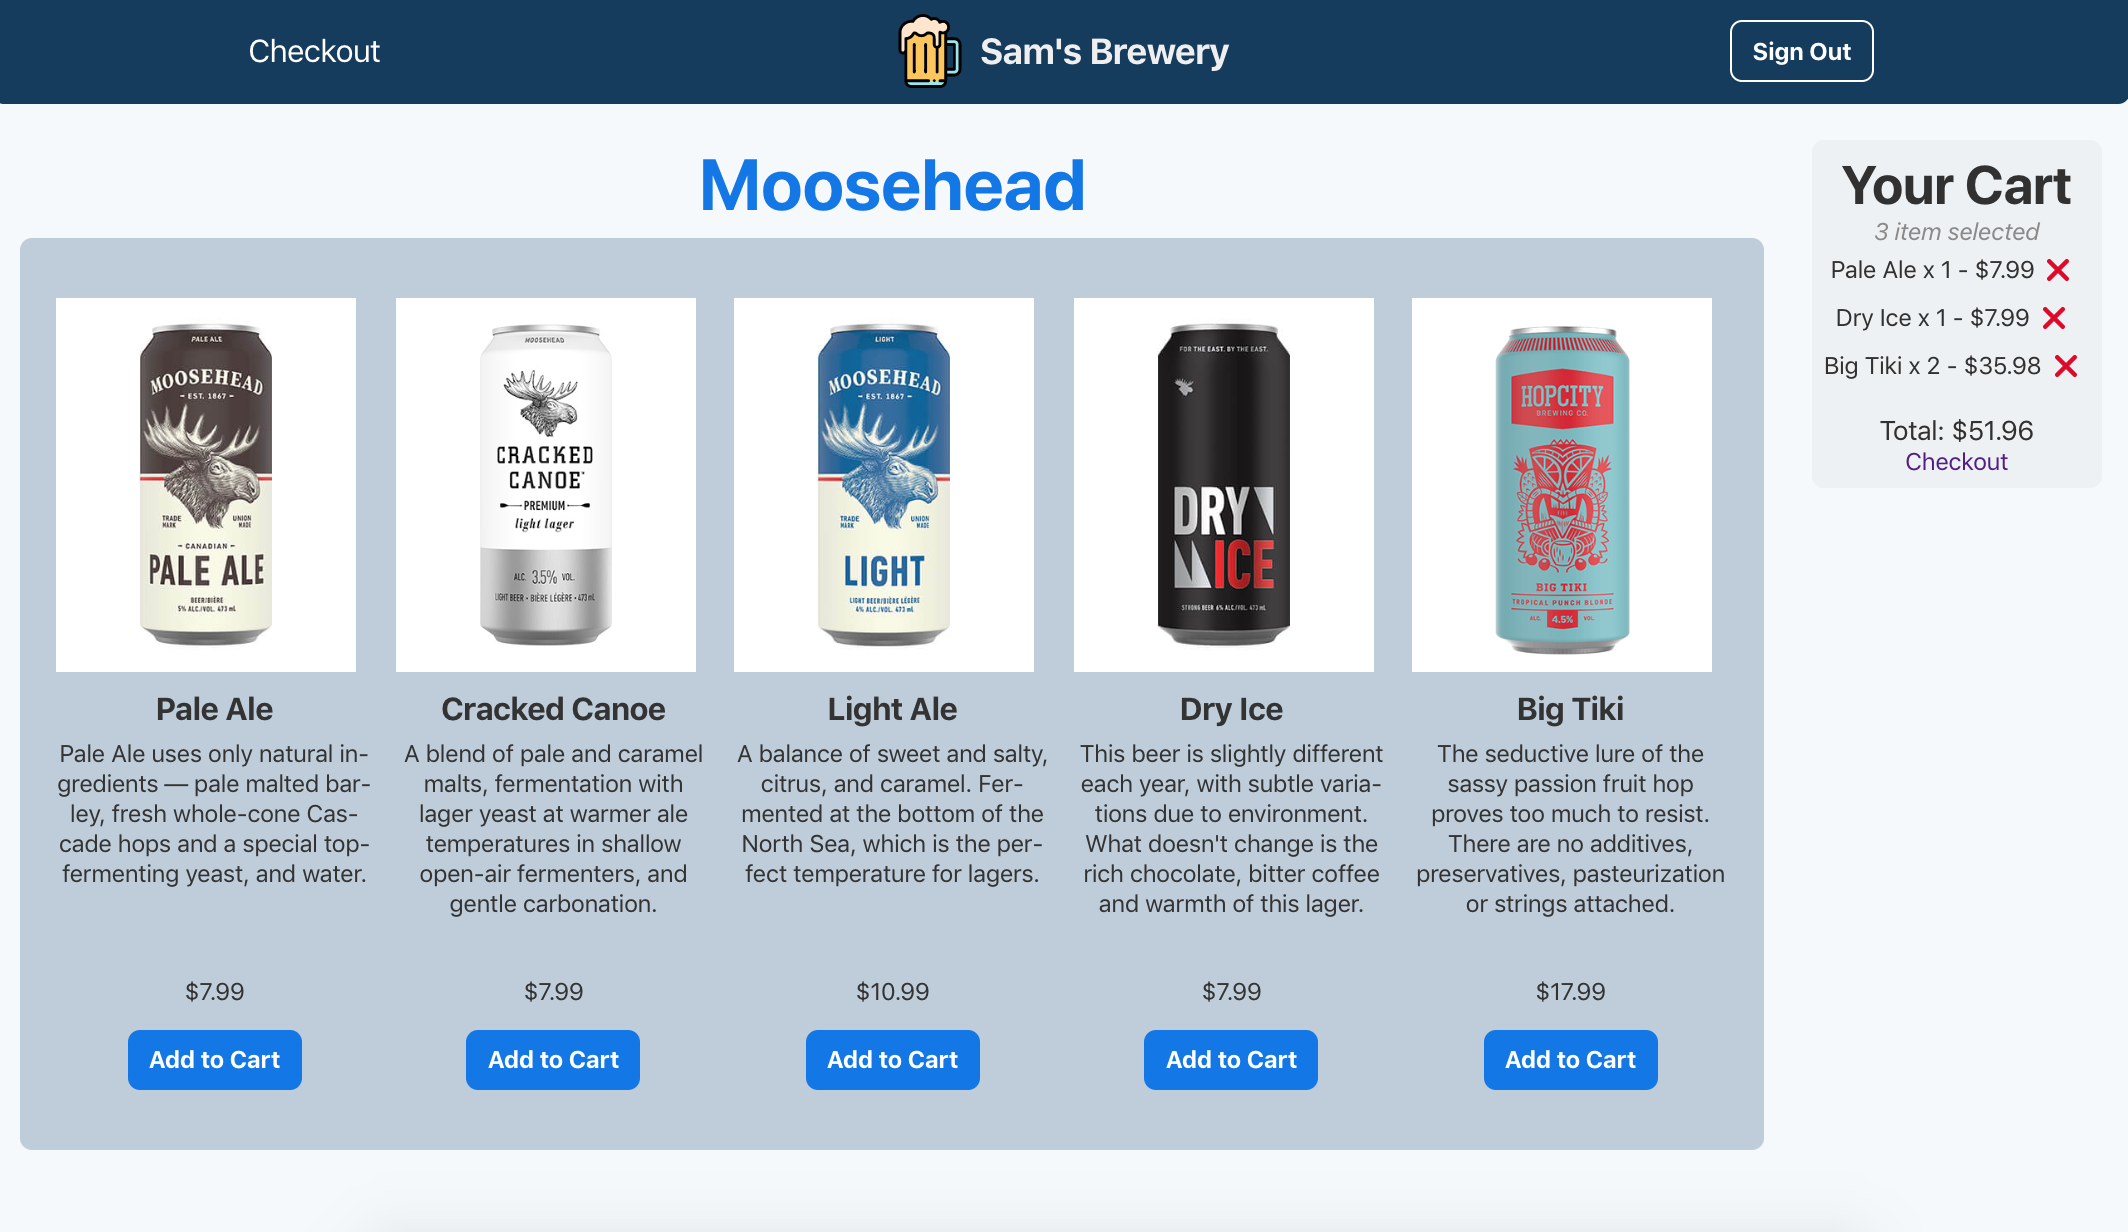 Checkout
Sam's Brewery
Sign Out
Moosehead
PALE ALE
MOOSEHEAD
- EST. 1867 -
TRADE MARK
UNION MADE
- CANADIAN -
PALE ALE
BEER/BIÈRE
5% ALC./VOL. 473 mL
Pale Ale
Pale Ale uses only natural in-
gredients — pale malted bar-
ley, fresh whole-cone Cas-
cade hops and a special top-
fermenting yeast, and water.
$7.99
Add to Cart
MOOSEHEAD
CRACKED
CANOE
PREMIUM
light lager
ALC. 3.5% VOL.
LIGHT BEER • BIÈRE LÉGÈRE • 473 mL
Cracked Canoe
A blend of pale and caramel
malts, fermentation with
lager yeast at warmer ale
temperatures in shallow
open-air fermenters, and
gentle carbonation.
$7.99
Add to Cart
LIGHT
MOOSEHEAD
- EST. 1867 -
TRADE MARK
UNION MADE
LIGHT
LIGHT BEER/BIÈRE LÉGÈRE
4% ALC./VOL. 473 mL
Light Ale
A balance of sweet and salty,
citrus, and caramel. Fer-
mented at the bottom of the
North Sea, which is the per-
fect temperature for lagers.
$10.99
Add to Cart
FOR THE EAST. BY THE EAST.
DRY
ICE
STRONG BEER 6% ALC./VOL. 473 mL
Dry Ice
This beer is slightly different
each year, with subtle varia-
tions due to environment.
What doesn't change is the
rich chocolate, bitter coffee
and warmth of this lager.
$7.99
Add to Cart
HOPCITY
BREWING CO.
BIG TIKI
TROPICAL PUNCH BLONDE
ALC. 4.5% VOL.
Big Tiki
The seductive lure of the
sassy passion fruit hop
proves too much to resist.
There are no additives,
preservatives, pasteurization
or strings attached.
$17.99
Add to Cart
Your Cart
3 item selected
Pale Ale x 1 - $7.99
Dry Ice x 1 - $7.99
Big Tiki x 2 - $35.98
Total: $51.96
Checkout